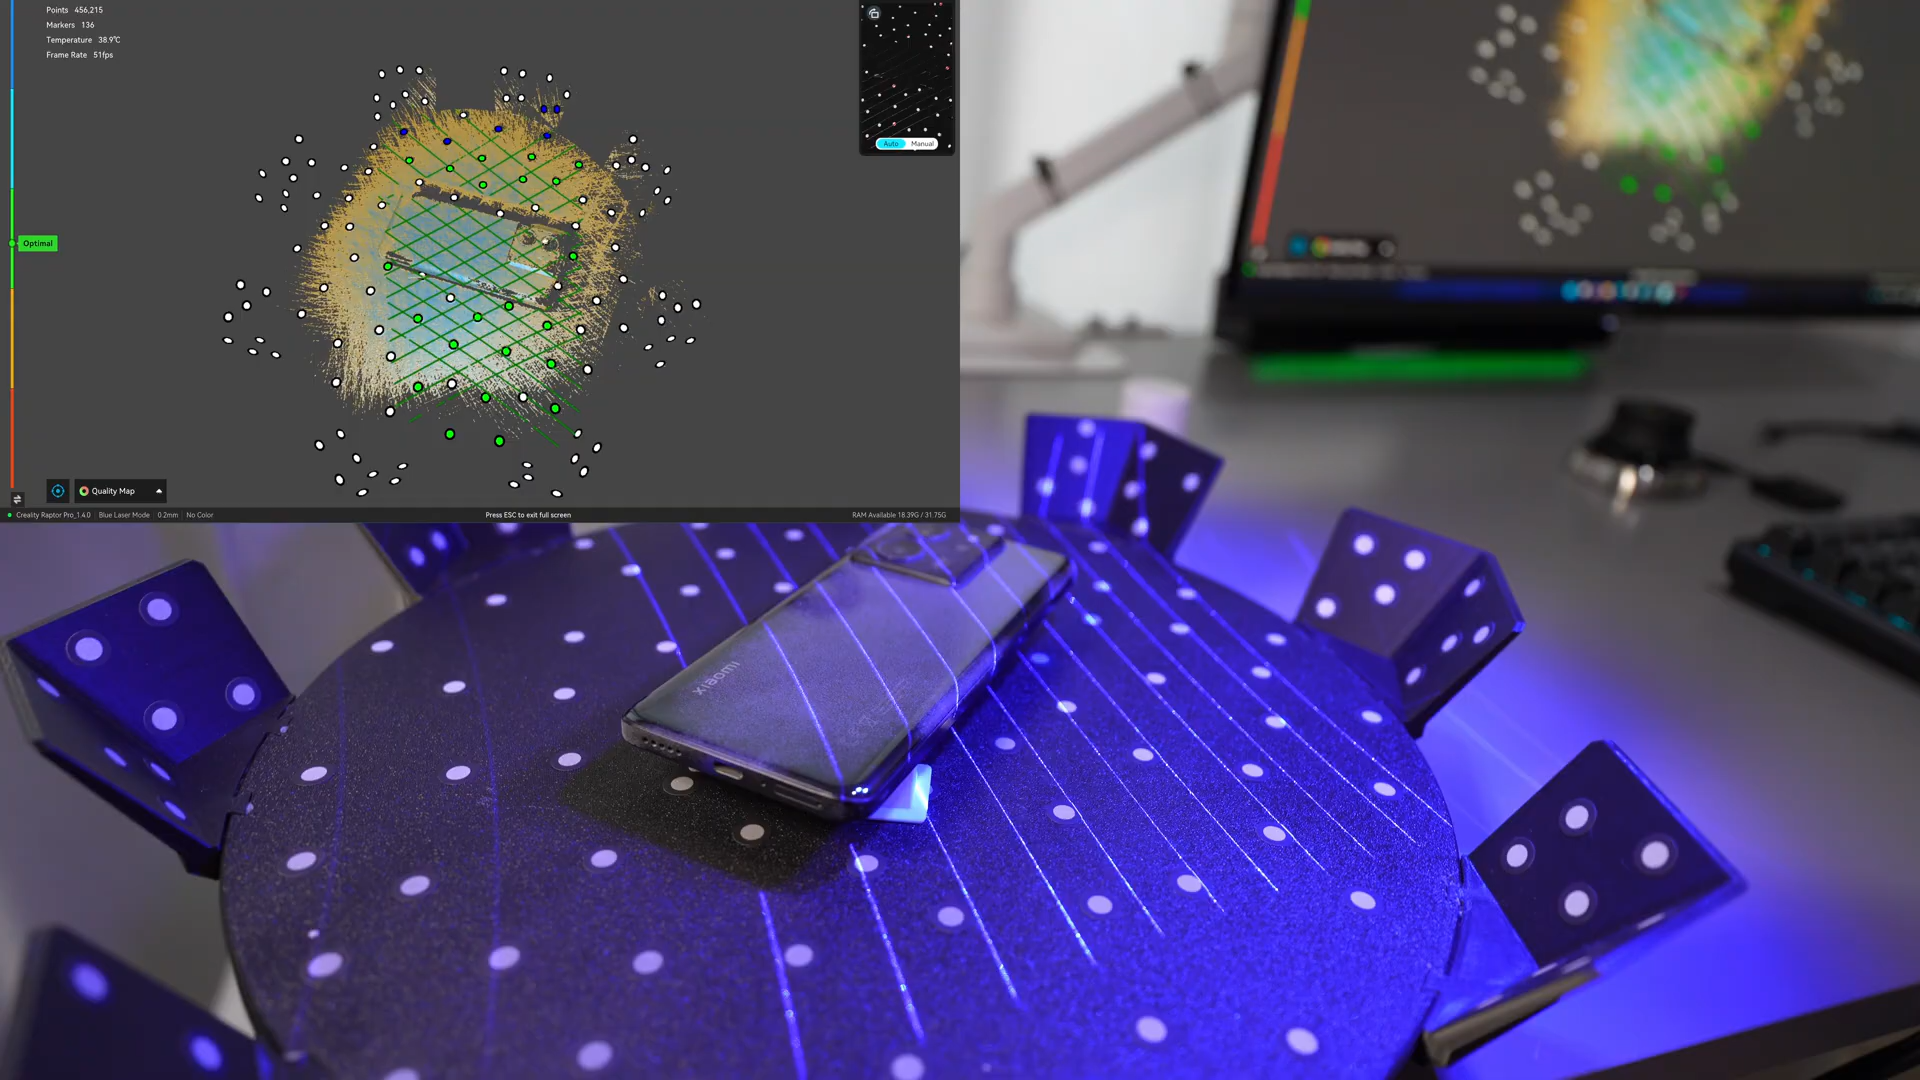 Points 456,215
Markers 136
Temperature 38.9℃
Frame Rate 51fps
Auto Manual
Optimal
Quality Map
Creality Raptor Pro_1.4.0 Blue Laser Mode 0.2mm No Color Press ESC to exit full screen RAM Available 18.39G / 31.75G
xiaomi